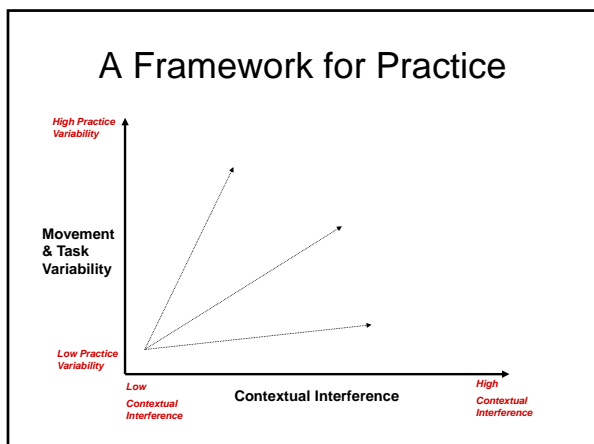 A Framework for Practice
High Practice
Variability
Movement
& Task
Variability
Low Practice
Variability
Low
Contextual
Interference
Contextual Interference
High
Contextual
Interference